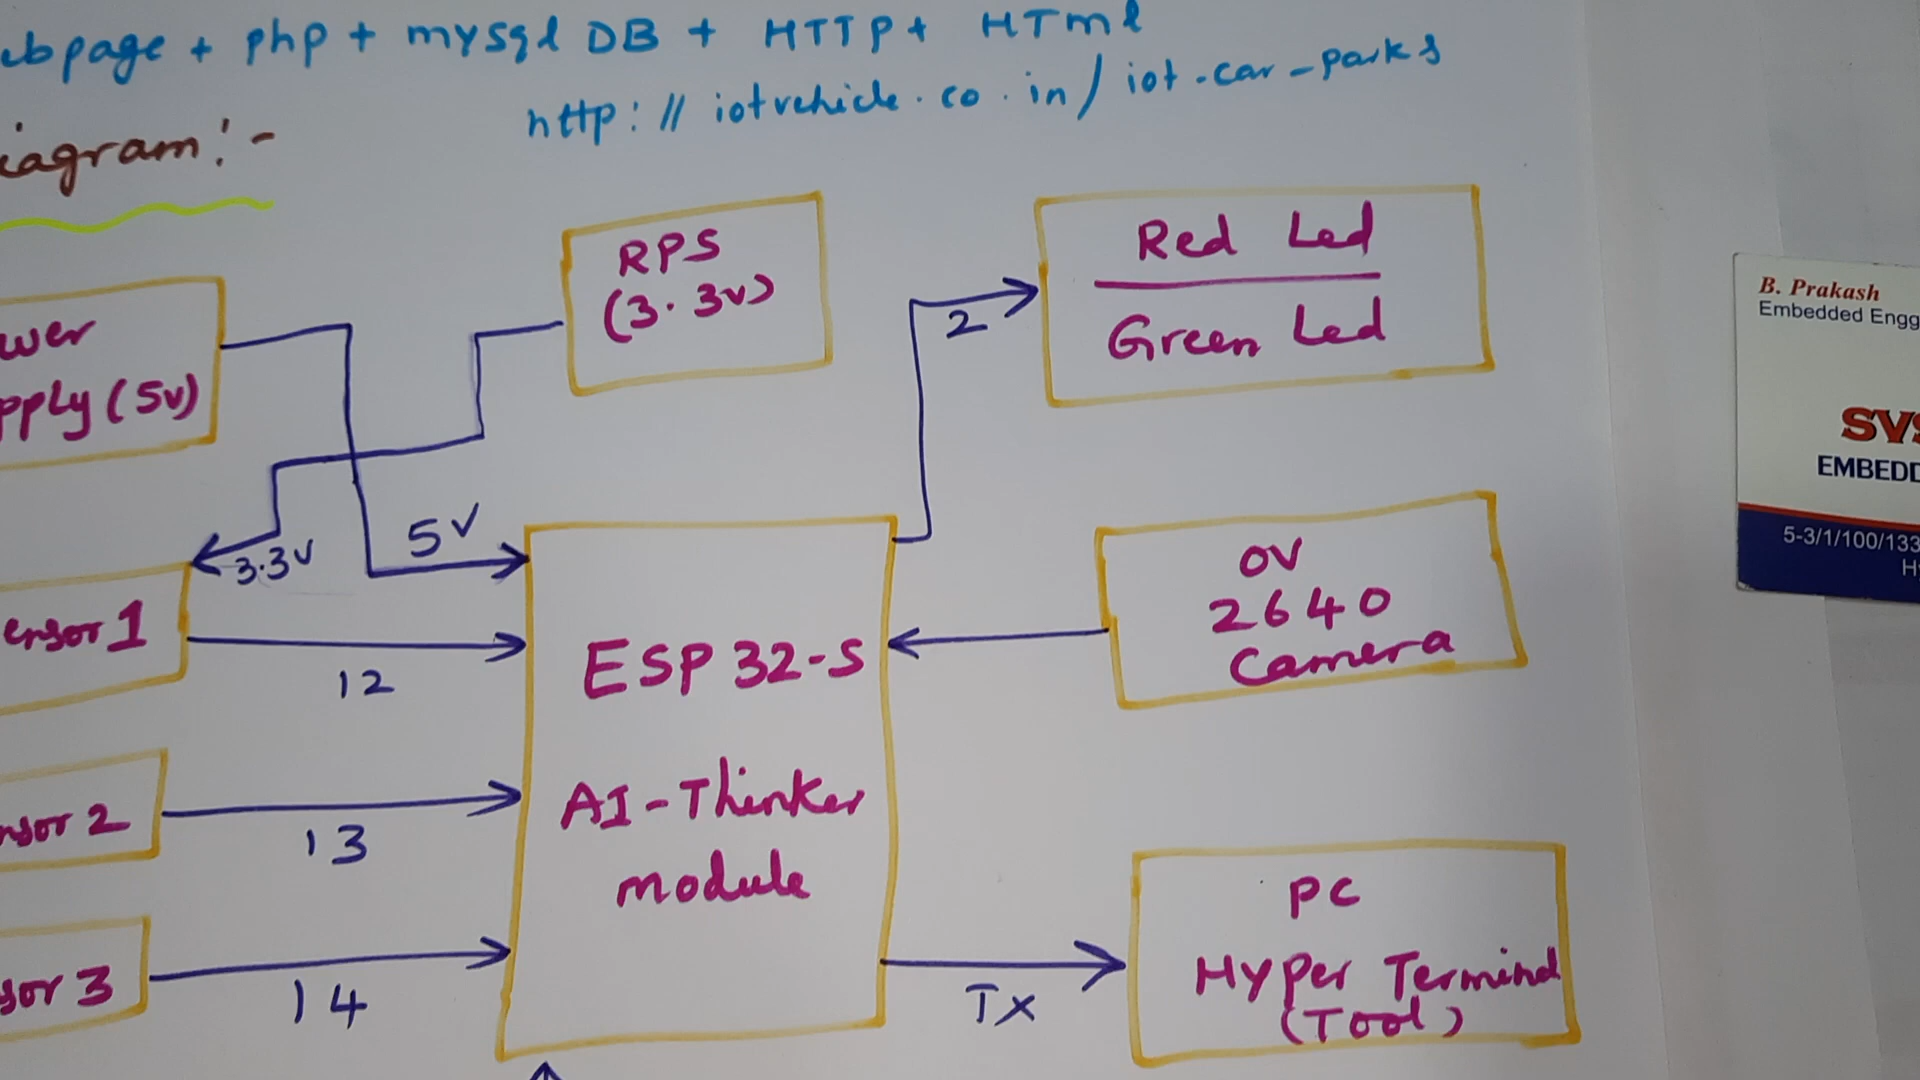 ebpage + php + mysql DB + HTTP + HTml
http://iotvehicle.co.in/iot-car-parks
iagram:-
RPS
(3.3v)
Red Led
Green Led
2
wer
pply (5v)
3.3v
5V
ensor 1
12
nsor 2
13
sor 3
14
ESP 32-S
AI-Thinker
module
OV
2640
Camera
Tx
PC
Hyper Terminal
(Tool)
B. Prakash
Embedded Engg
SVS
EMBEDD
5-3/1/100/133
H